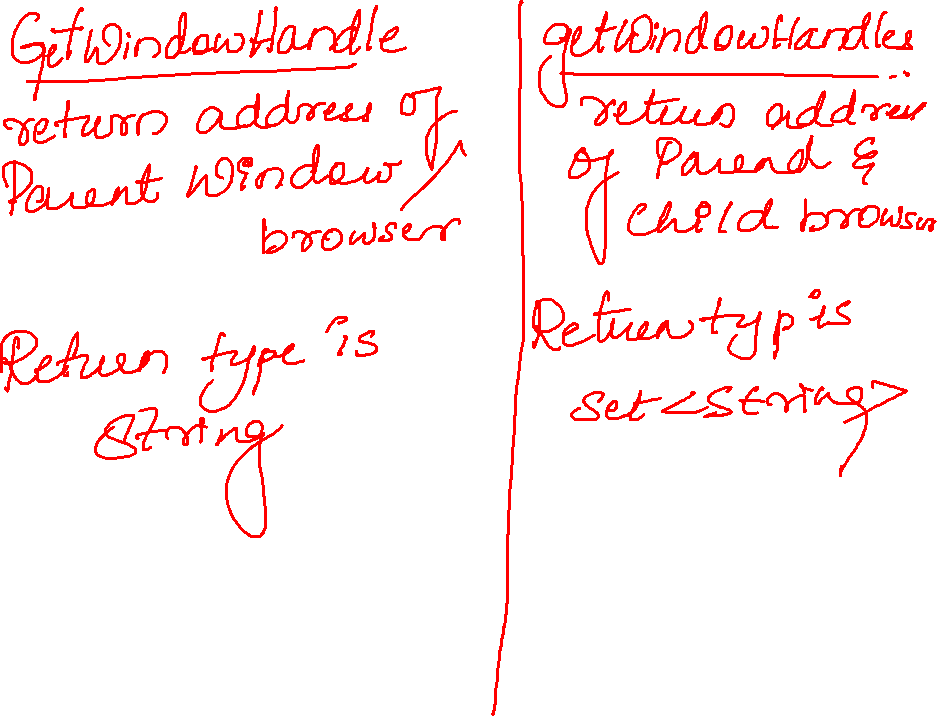 GetWindowHandle
return address of
Parent Window /
browser
Return type is
String
getWindowHandles
return address
of Parend &
child browser
Return typ is
set<string>